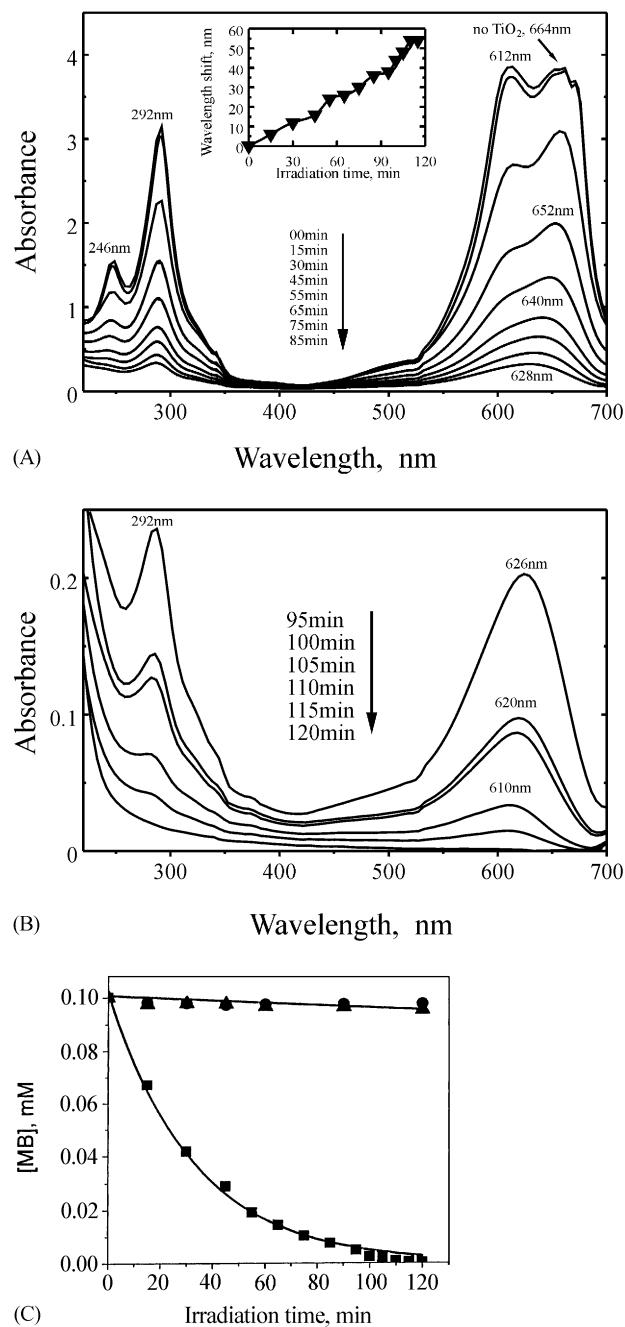 60
50
40
30
20
10
0
Wavelength shift, nm
0 30 60 90 120
Irradiation time, min
no TiO₂, 664nm
612nm
292nm
246nm
652nm
640nm
628nm
00min
15min
30min
45min
55min
65min
75min
85min
4
3
2
1
0
Absorbance
300 400 500 600 700
(A)
Wavelength, nm
292nm
626nm
620nm
610nm
95min
100min
105min
110min
115min
120min
0.2
0.1
0
Absorbance
300 400 500 600 700
(B)
Wavelength, nm
0.10
0.08
0.06
0.04
0.02
0.00
[MB], mM
0 20 40 60 80 100 120
(C)
Irradiation time, min